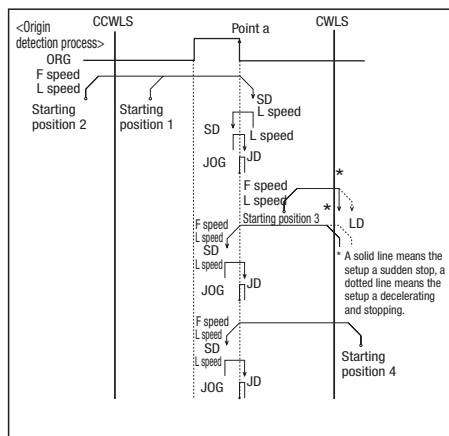 <Origin
detection process>
CCWLS
Point a
CWLS
ORG
F speed
L speed
Starting
position 2
Starting
position 1
SD
L speed
SD
L speed
JOG
JD
F speed
L speed
*
*
LD
Starting position 3
F speed
L speed
SD
L speed
JOG
JD
* A solid line means the
setup a sudden stop, a
dotted line means the
setup a decelerating
and stopping.
F speed
L speed
SD
L speed
JOG
JD
Starting
position 4